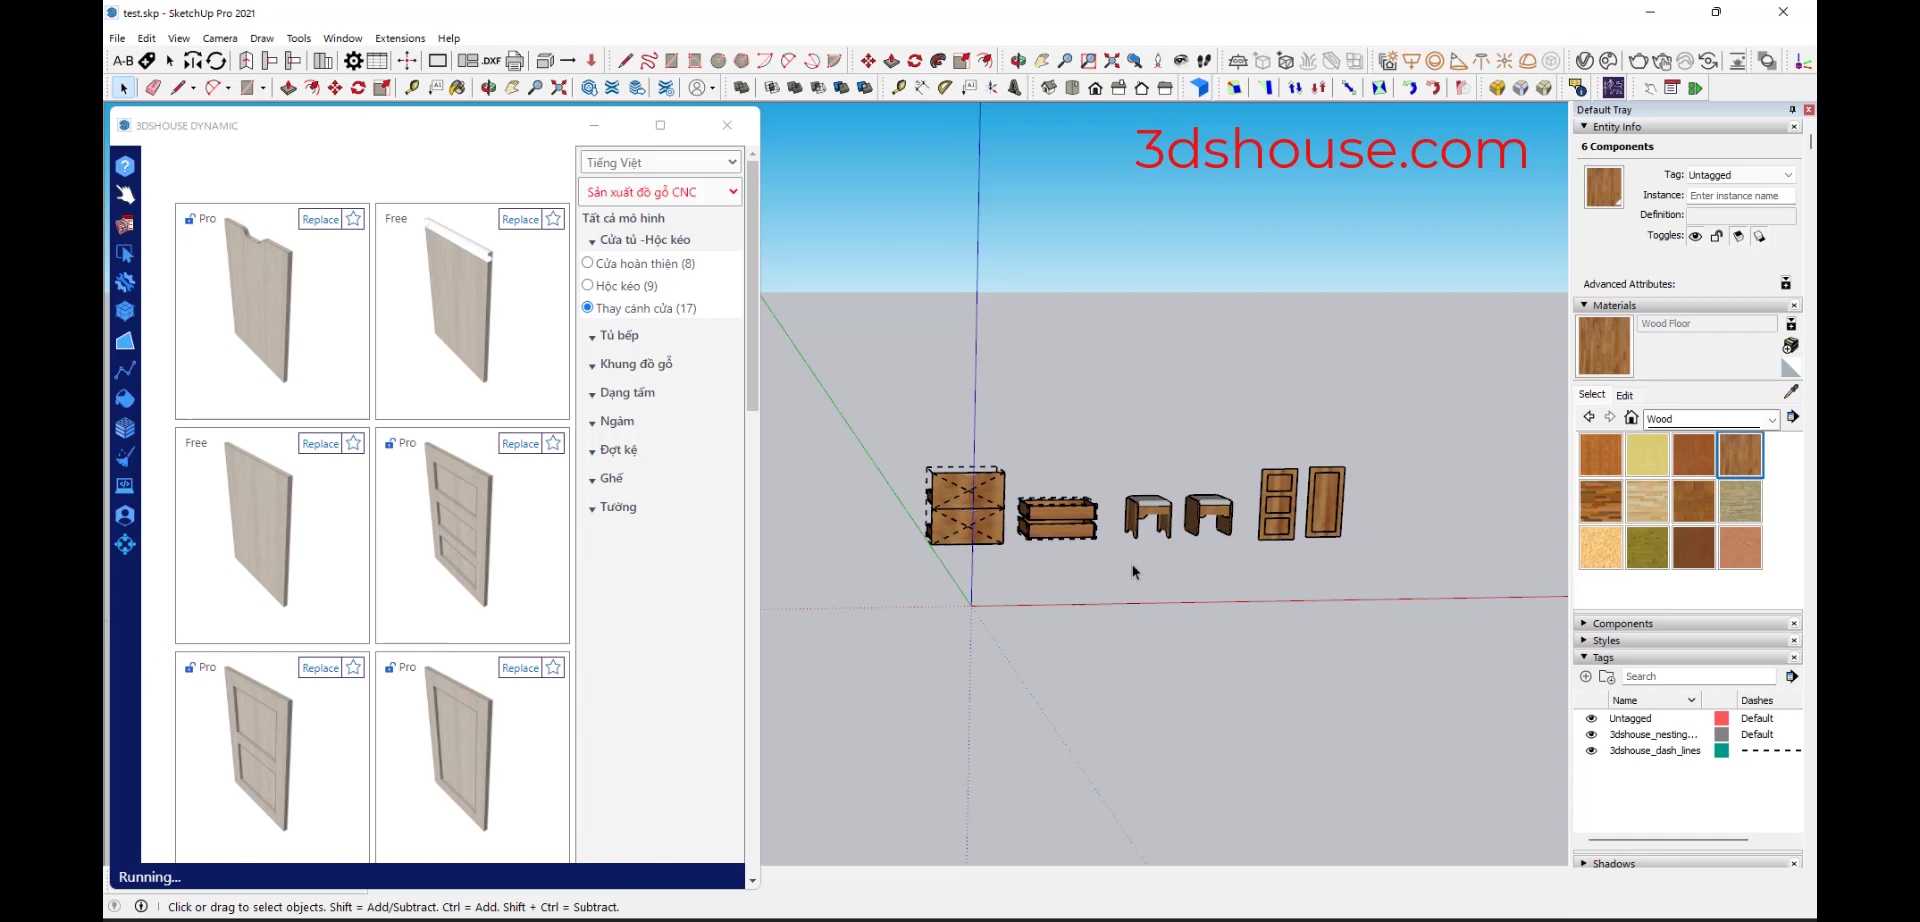 test.skp - SketchUp Pro 2021
File Edit View Camera Draw Tools Window Extensions Help
A-B
DXF
3DSHOUSE DYNAMIC
Tiếng Việt
Sản xuất đồ gỗ CNC
Tất cả mô hình
Cửa tủ -Hộc kéo
Cửa hoàn thiện (8)
Hộc kéo (9)
Thay cánh cửa (17)
Tủ bếp
Khung đồ gỗ
Dạng tấm
Ngàm
Đợt kệ
Ghế
Tường
Pro Replace
Free Replace
Free Replace
Pro Replace
Pro Replace
Pro Replace
Running...
3dshouse.com
Default Tray
Entity Info
6 Components
Tag: Untagged
Instance: Enter instance name
Definition:
Toggles:
Advanced Attributes:
Materials
Wood Floor
Select Edit
Wood
Components
Styles
Tags
Search
Name Dashes
Untagged Default
3dshouse_nesting... Default
3dshouse_dash_lines
Shadows
Click or drag to select objects. Shift = Add/Subtract. Ctrl = Add. Shift + Ctrl = Subtract.